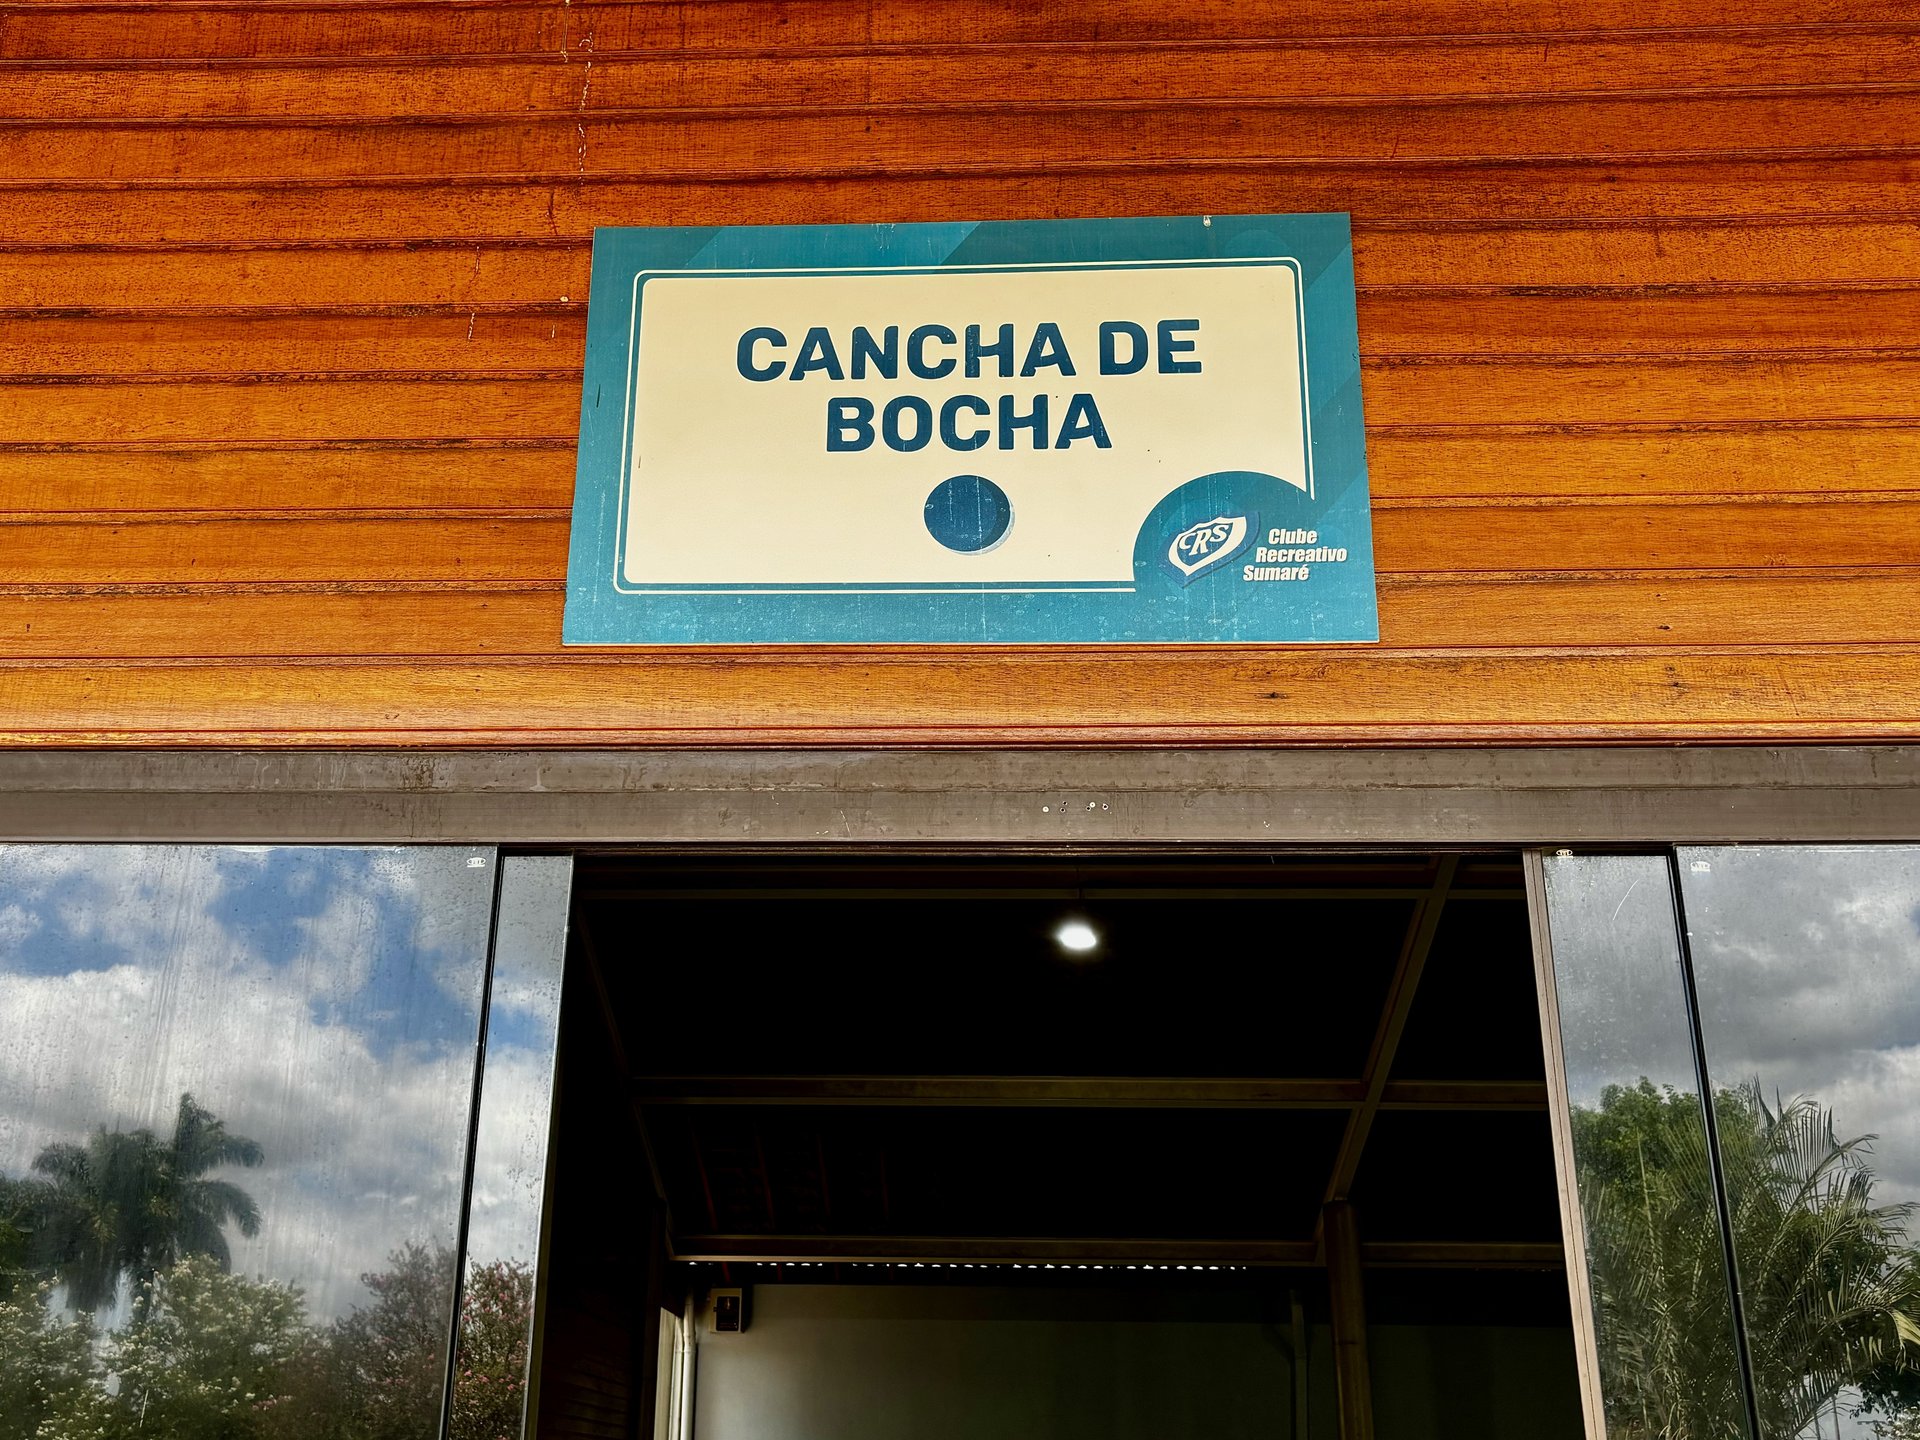 CANCHA DE
BOCHA
CRS
Clube
Recreativo
Sumaré